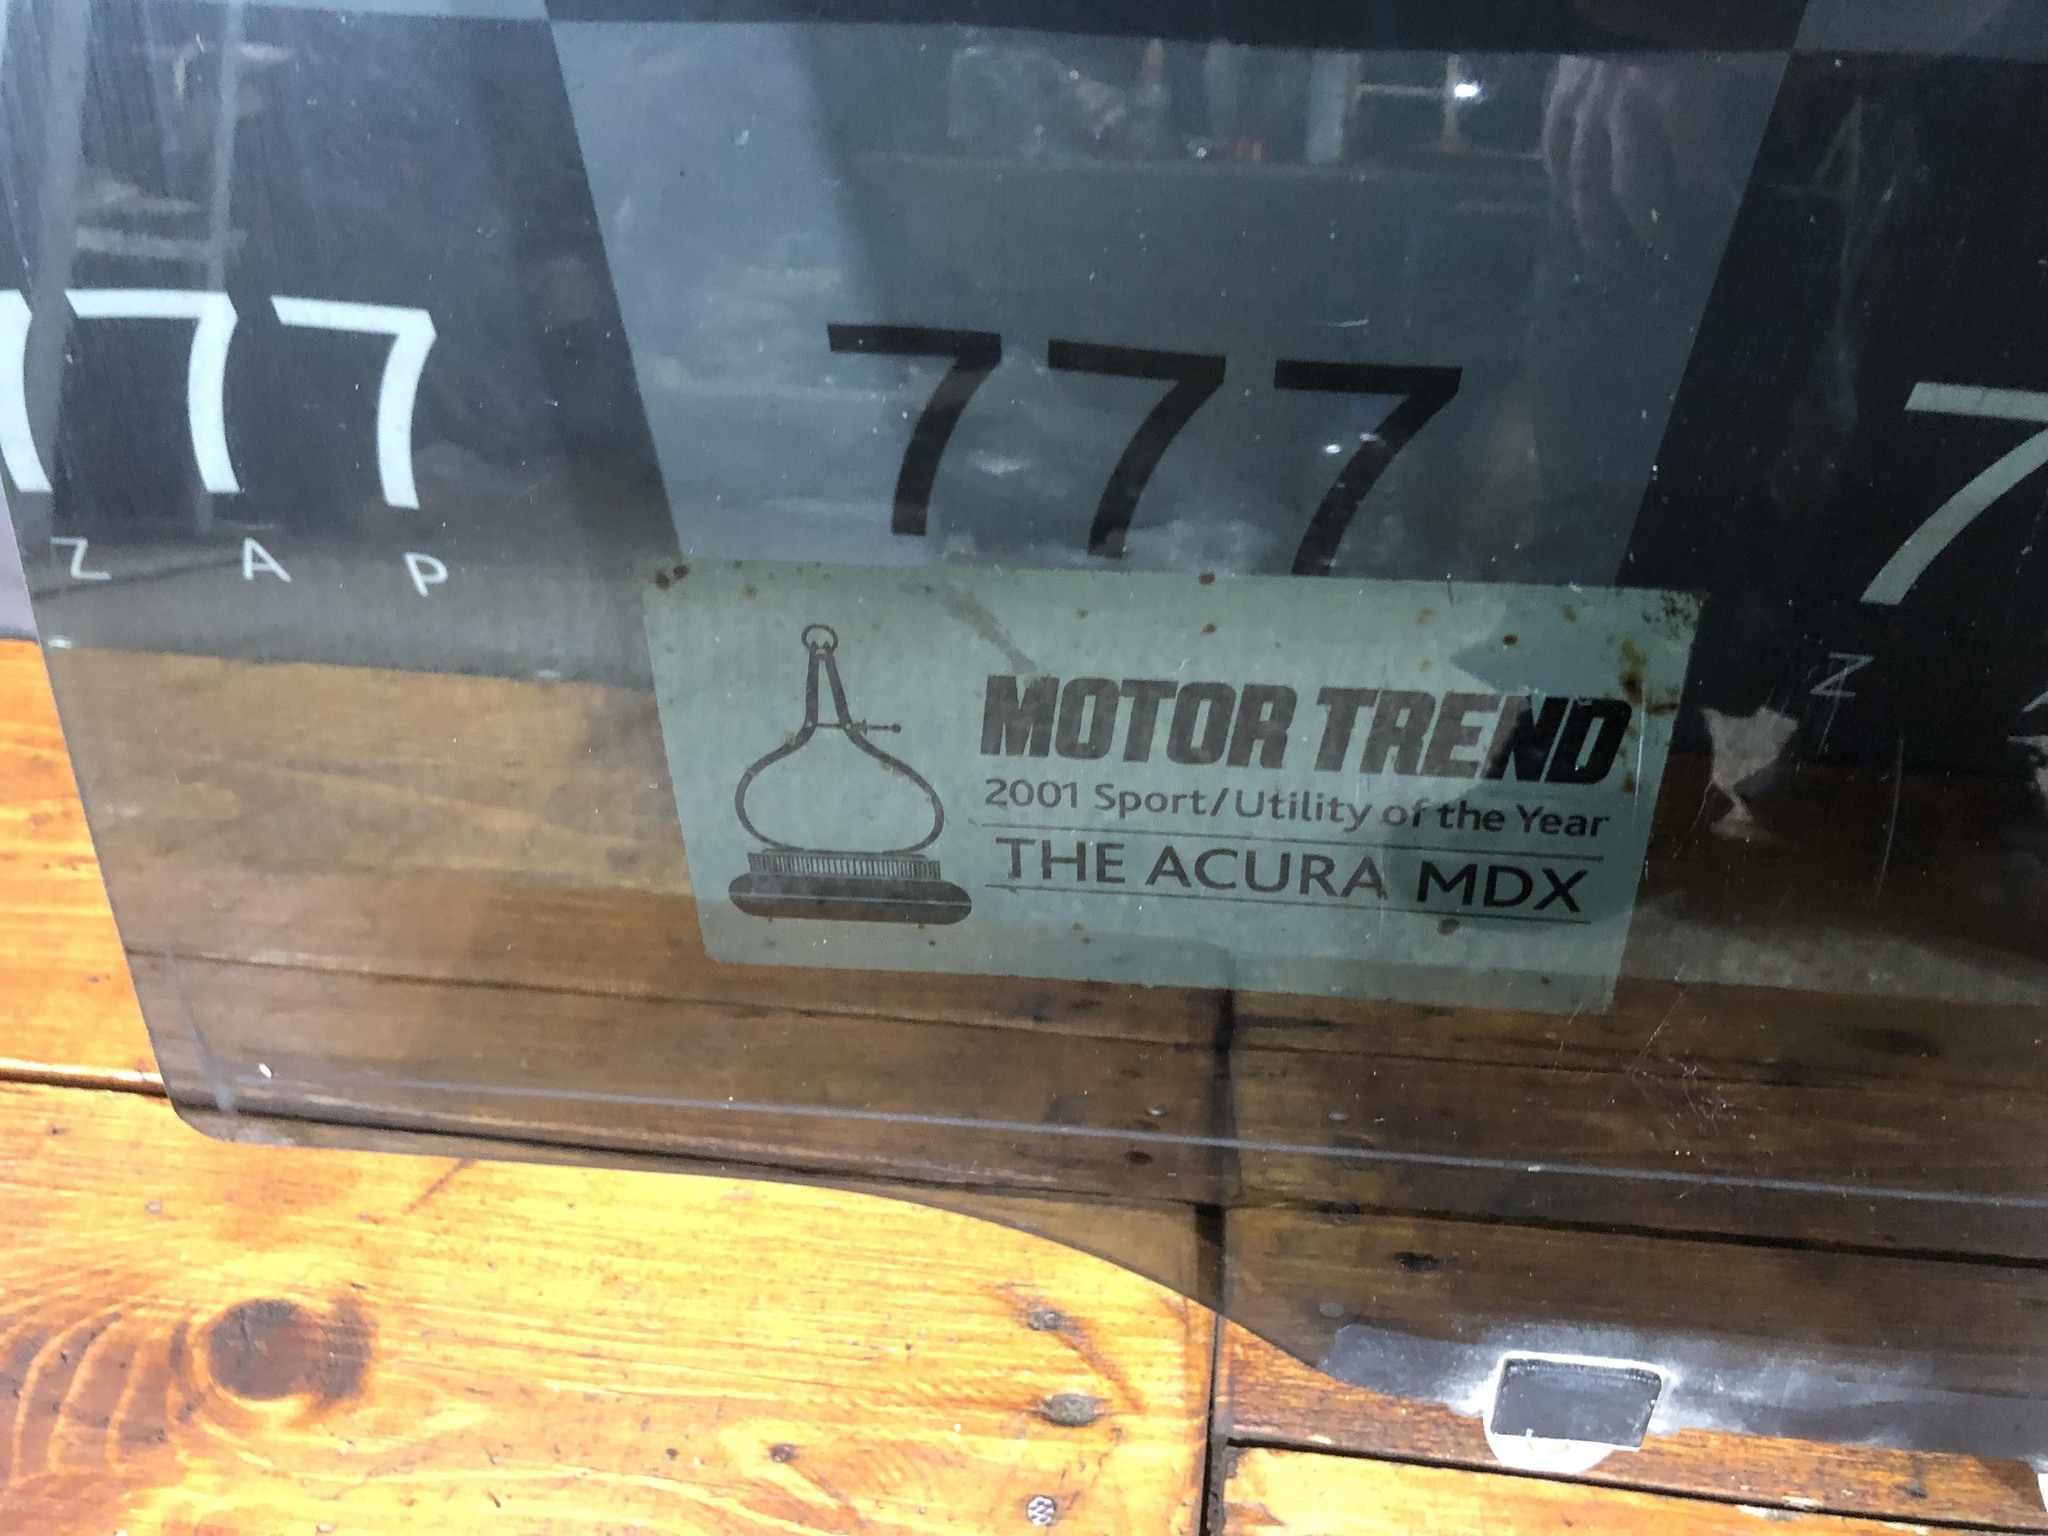 777
777
7
Z A P
Z
MOTOR TREND
2001 Sport/Utility of the Year
THE ACURA MDX